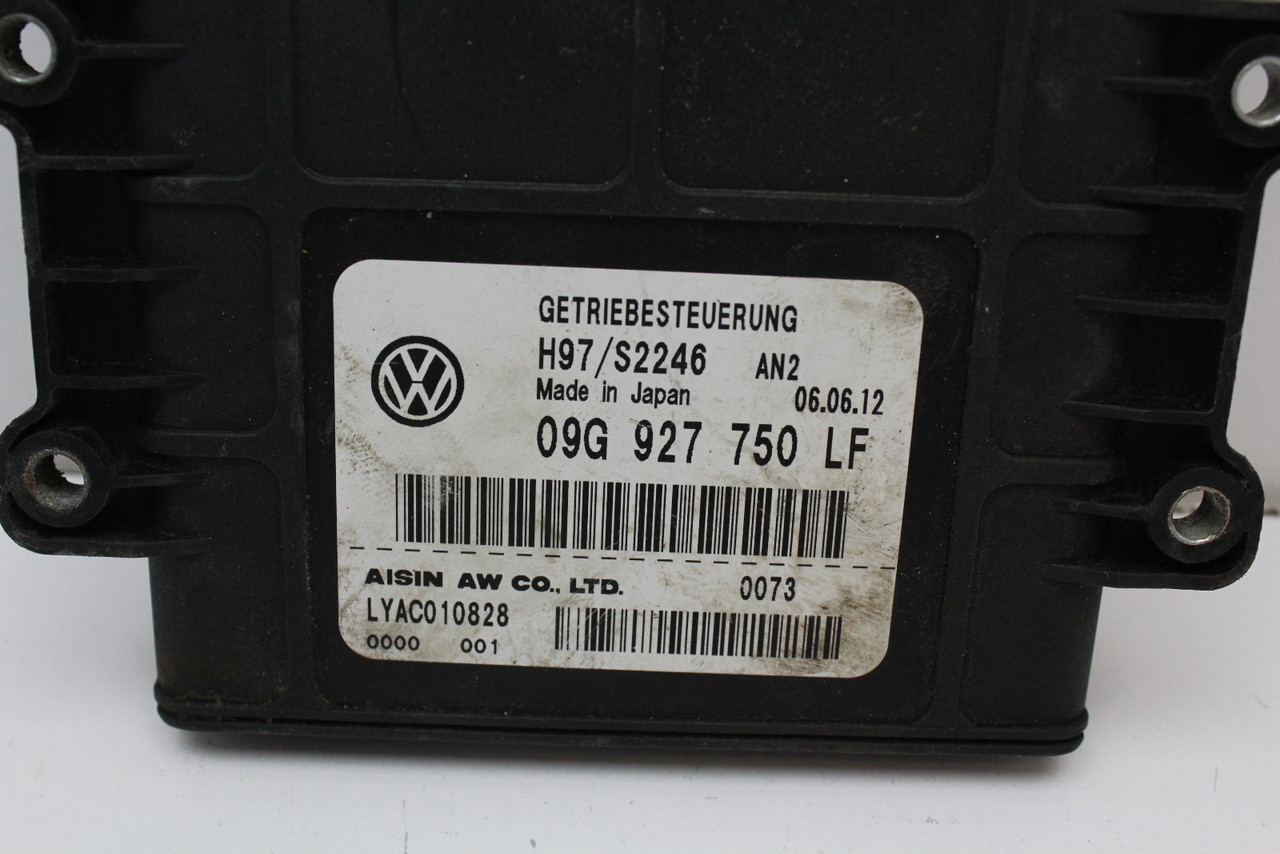 GETRIEBESTEUERUNG
H97/S2246 AN2
Made in Japan 06.06.12
09G 927 750 LF
AISIN AW CO., LTD. 0073
LYAC010828
0000 001